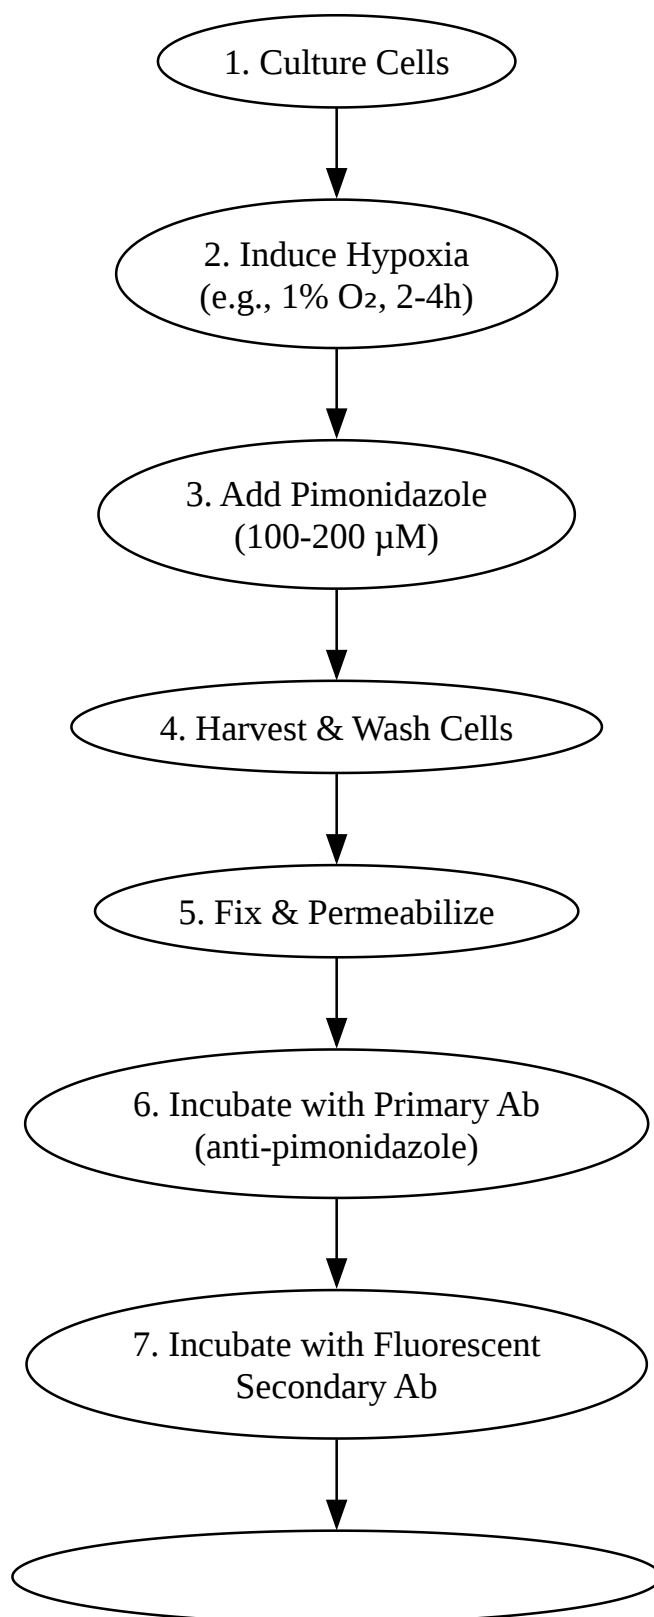 1. Culture Cells
2. Induce Hypoxia
(e.g., 1% O₂, 2-4h)
3. Add Pimonidazole
(100-200 µM)
4. Harvest & Wash Cells
5. Fix & Permeabilize
6. Incubate with Primary Ab
(anti-pimonidazole)
7. Incubate with Fluorescent
Secondary Ab